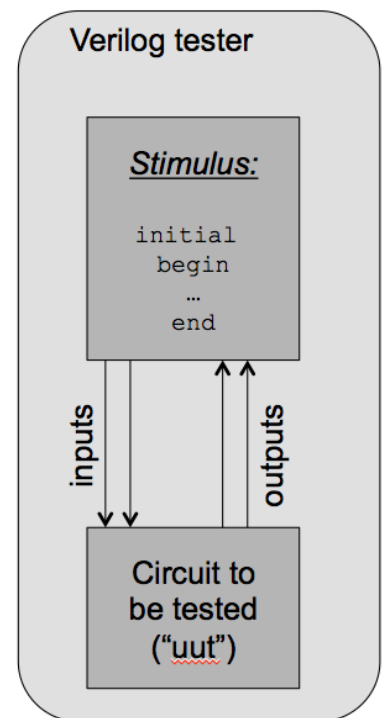 Verilog tester
Stimulus:
initial
begin
…
end
inputs
outputs
Circuit to
be tested
(“uut”)